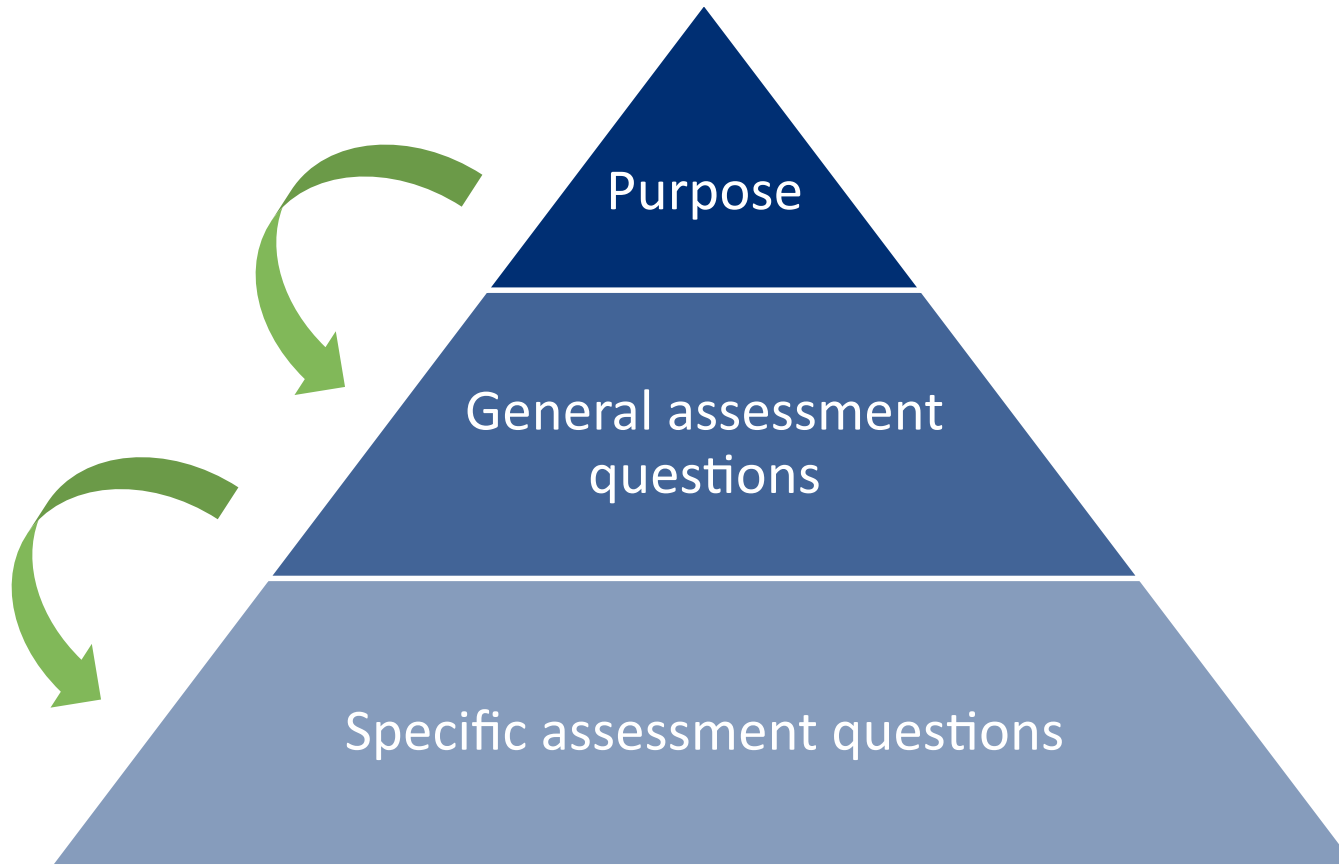 Purpose
General assessment
questions
Specific assessment questions